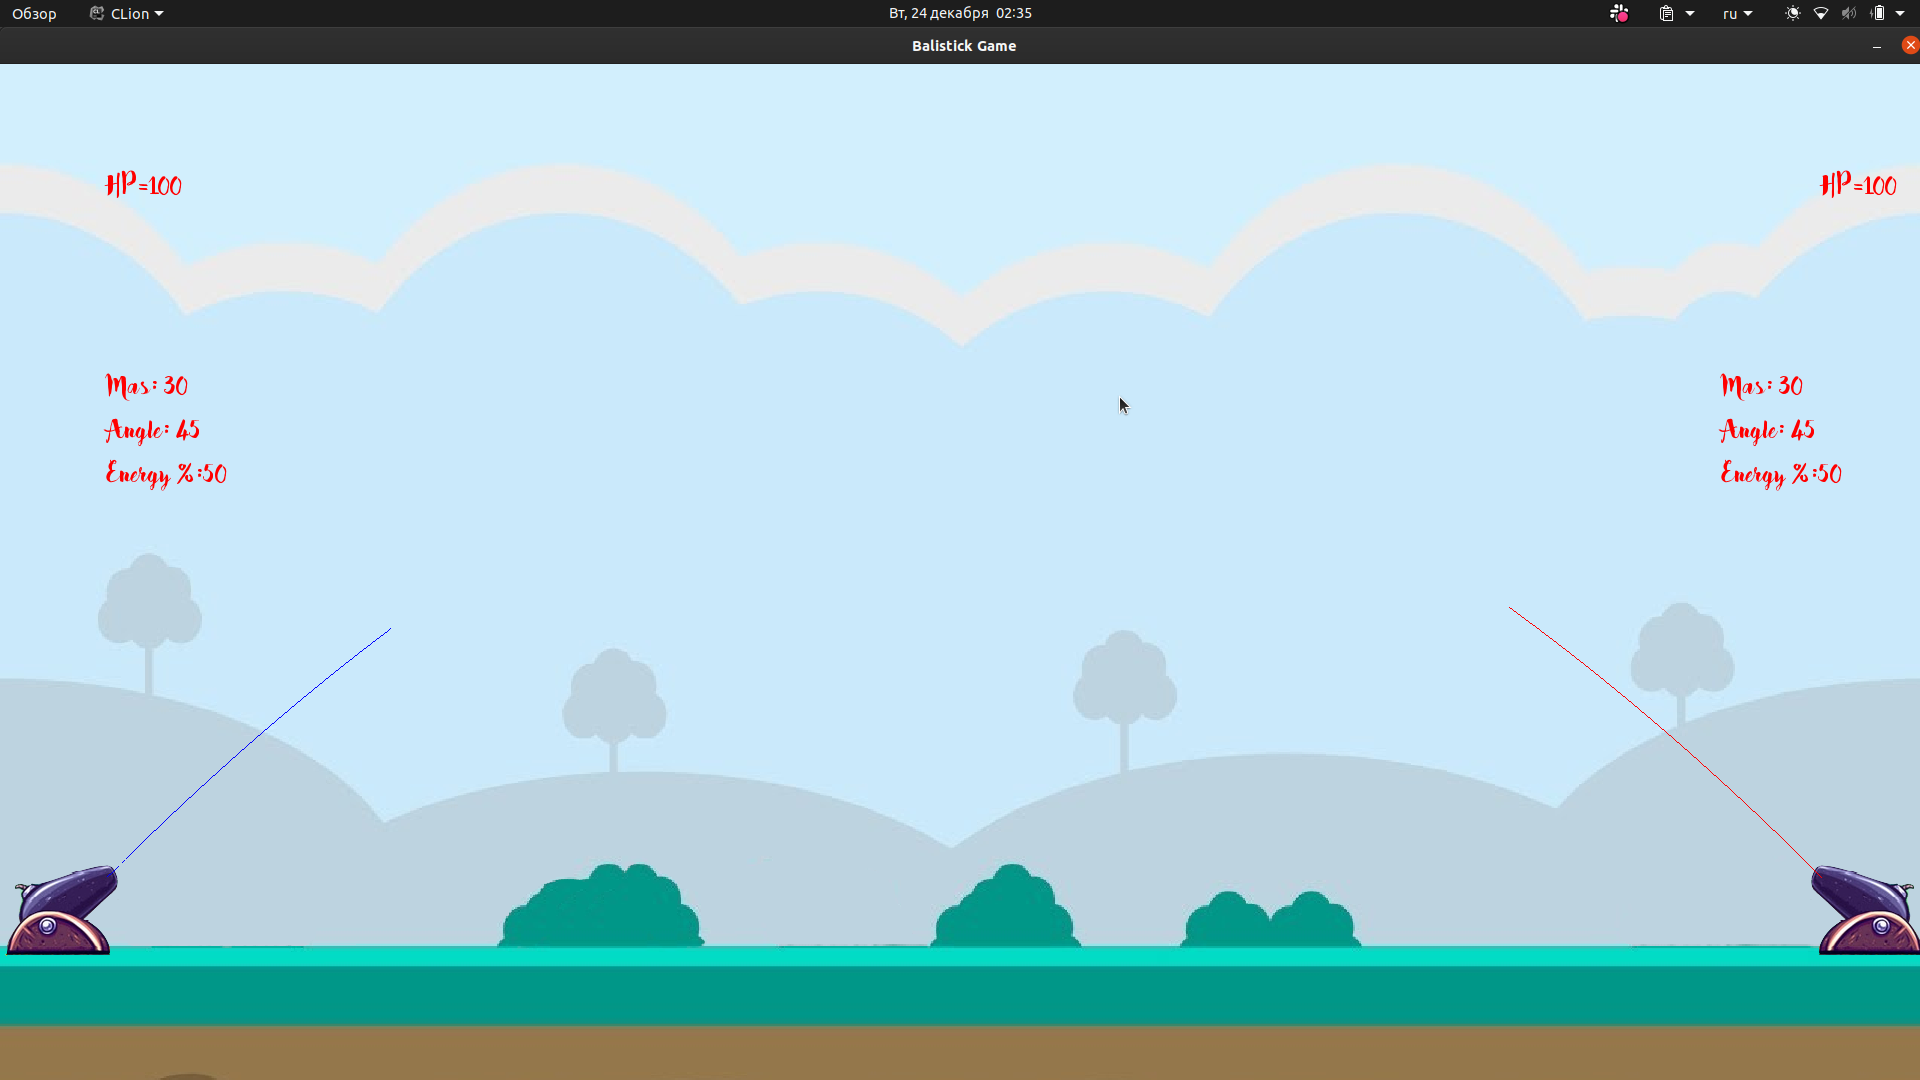 Обзор CLion Вт, 24 декабря 02:35 ru
Balistick Game
HP=100 HP=100
Mas: 30 Mas: 30
Angle: 45 Angle: 45
Energy %:50 Energy %:50